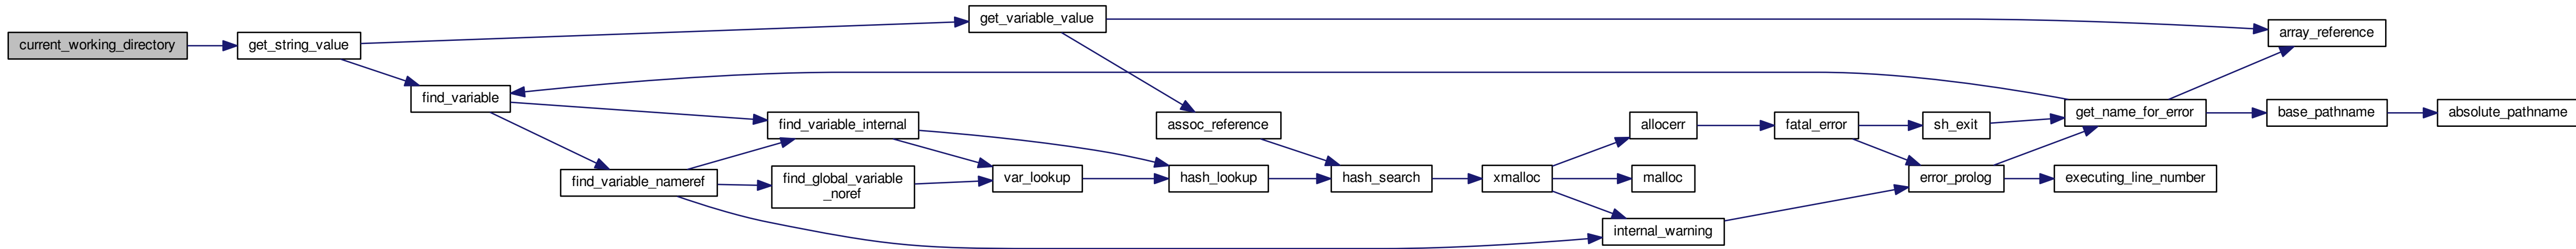 current_working_directory
get_string_value
get_variable_value
array_reference
find_variable
find_variable_internal
assoc_reference
allocerr
fatal_error
sh_exit
get_name_for_error
base_pathname
absolute_pathname
find_variable_nameref
find_global_variable
_noref
var_lookup
hash_lookup
hash_search
xmalloc
malloc
error_prolog
executing_line_number
internal_warning